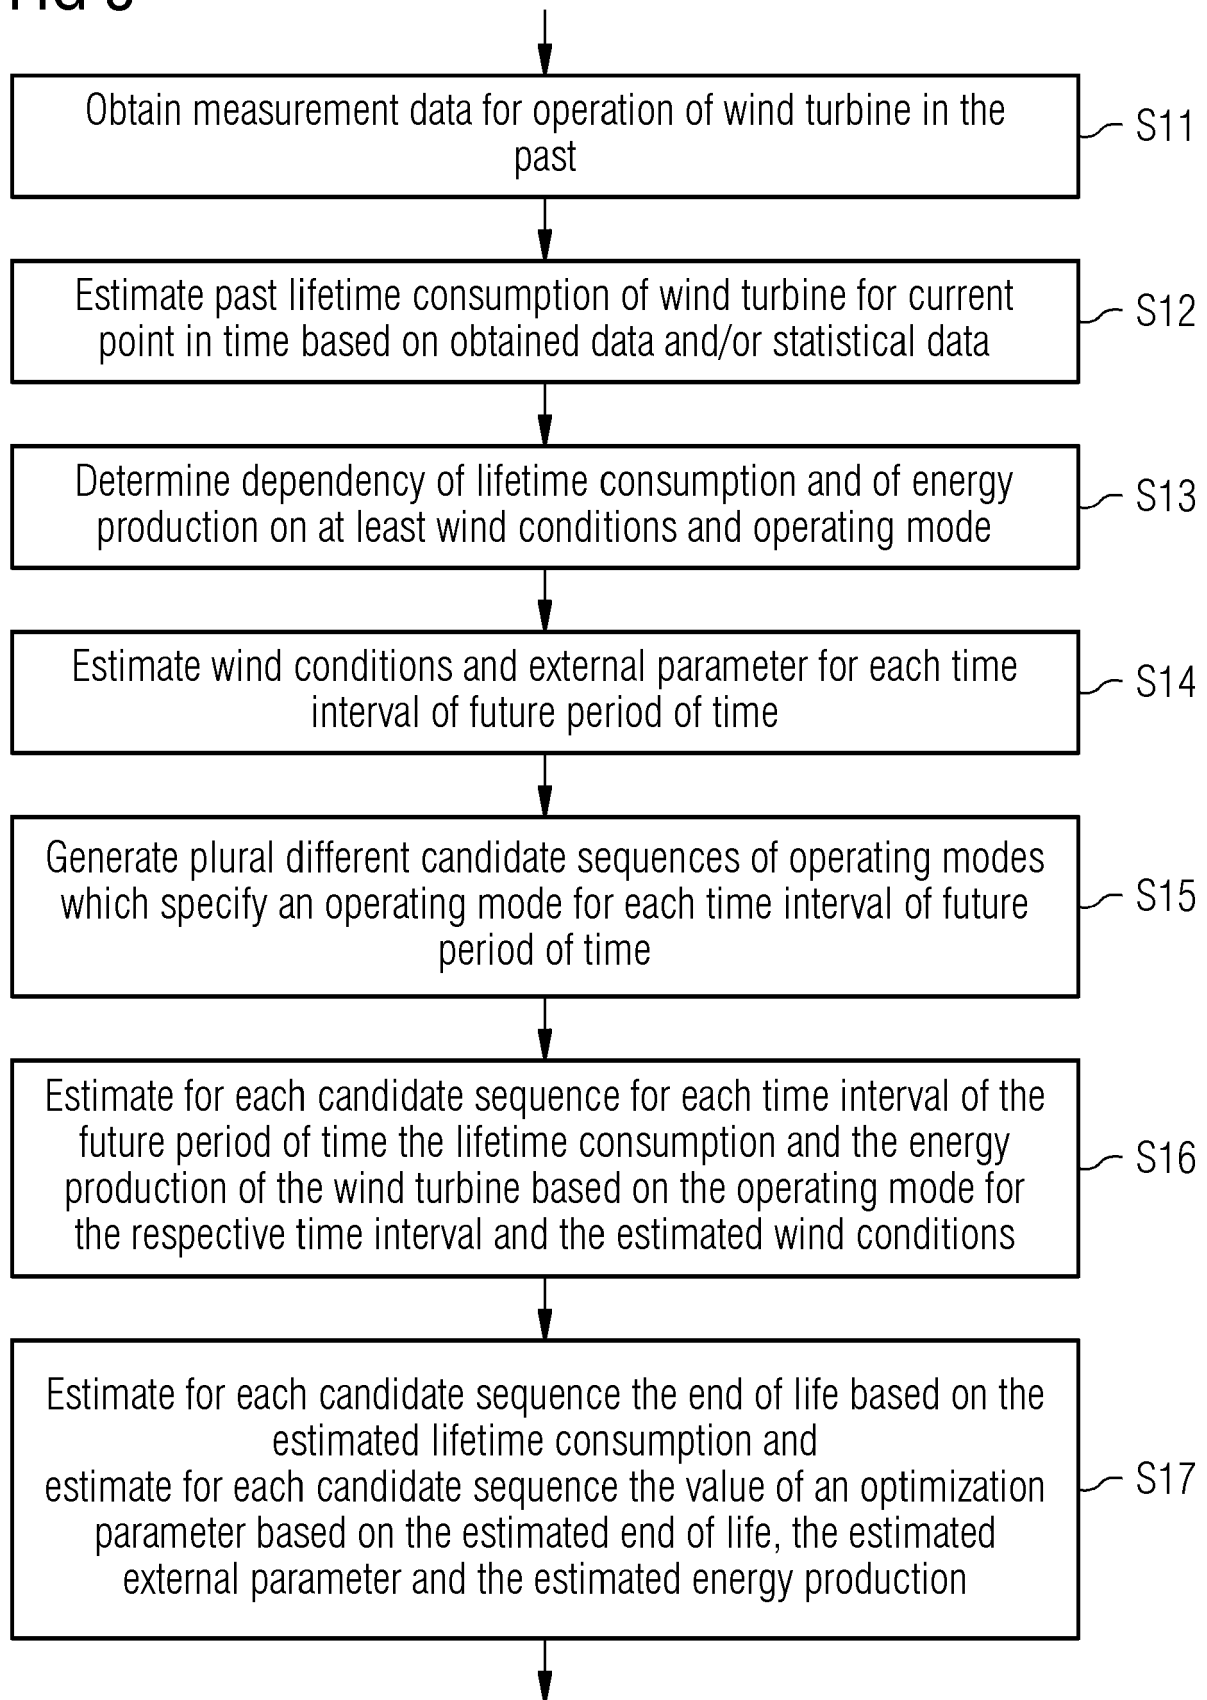 Obtain measurement data for operation of wind turbine in the
past
S11
Estimate past lifetime consumption of wind turbine for current
point in time based on obtained data and/or statistical data
S12
Determine dependency of lifetime consumption and of energy
production on at least wind conditions and operating mode
S13
Estimate wind conditions and external parameter for each time
interval of future period of time
S14
Generate plural different candidate sequences of operating modes
which specify an operating mode for each time interval of future
period of time
S15
Estimate for each candidate sequence for each time interval of the
future period of time the lifetime consumption and the energy
production of the wind turbine based on the operating mode for
the respective time interval and the estimated wind conditions
S16
Estimate for each candidate sequence the end of life based on the
estimated lifetime consumption and
estimate for each candidate sequence the value of an optimization
parameter based on the estimated end of life, the estimated
external parameter and the estimated energy production
S17